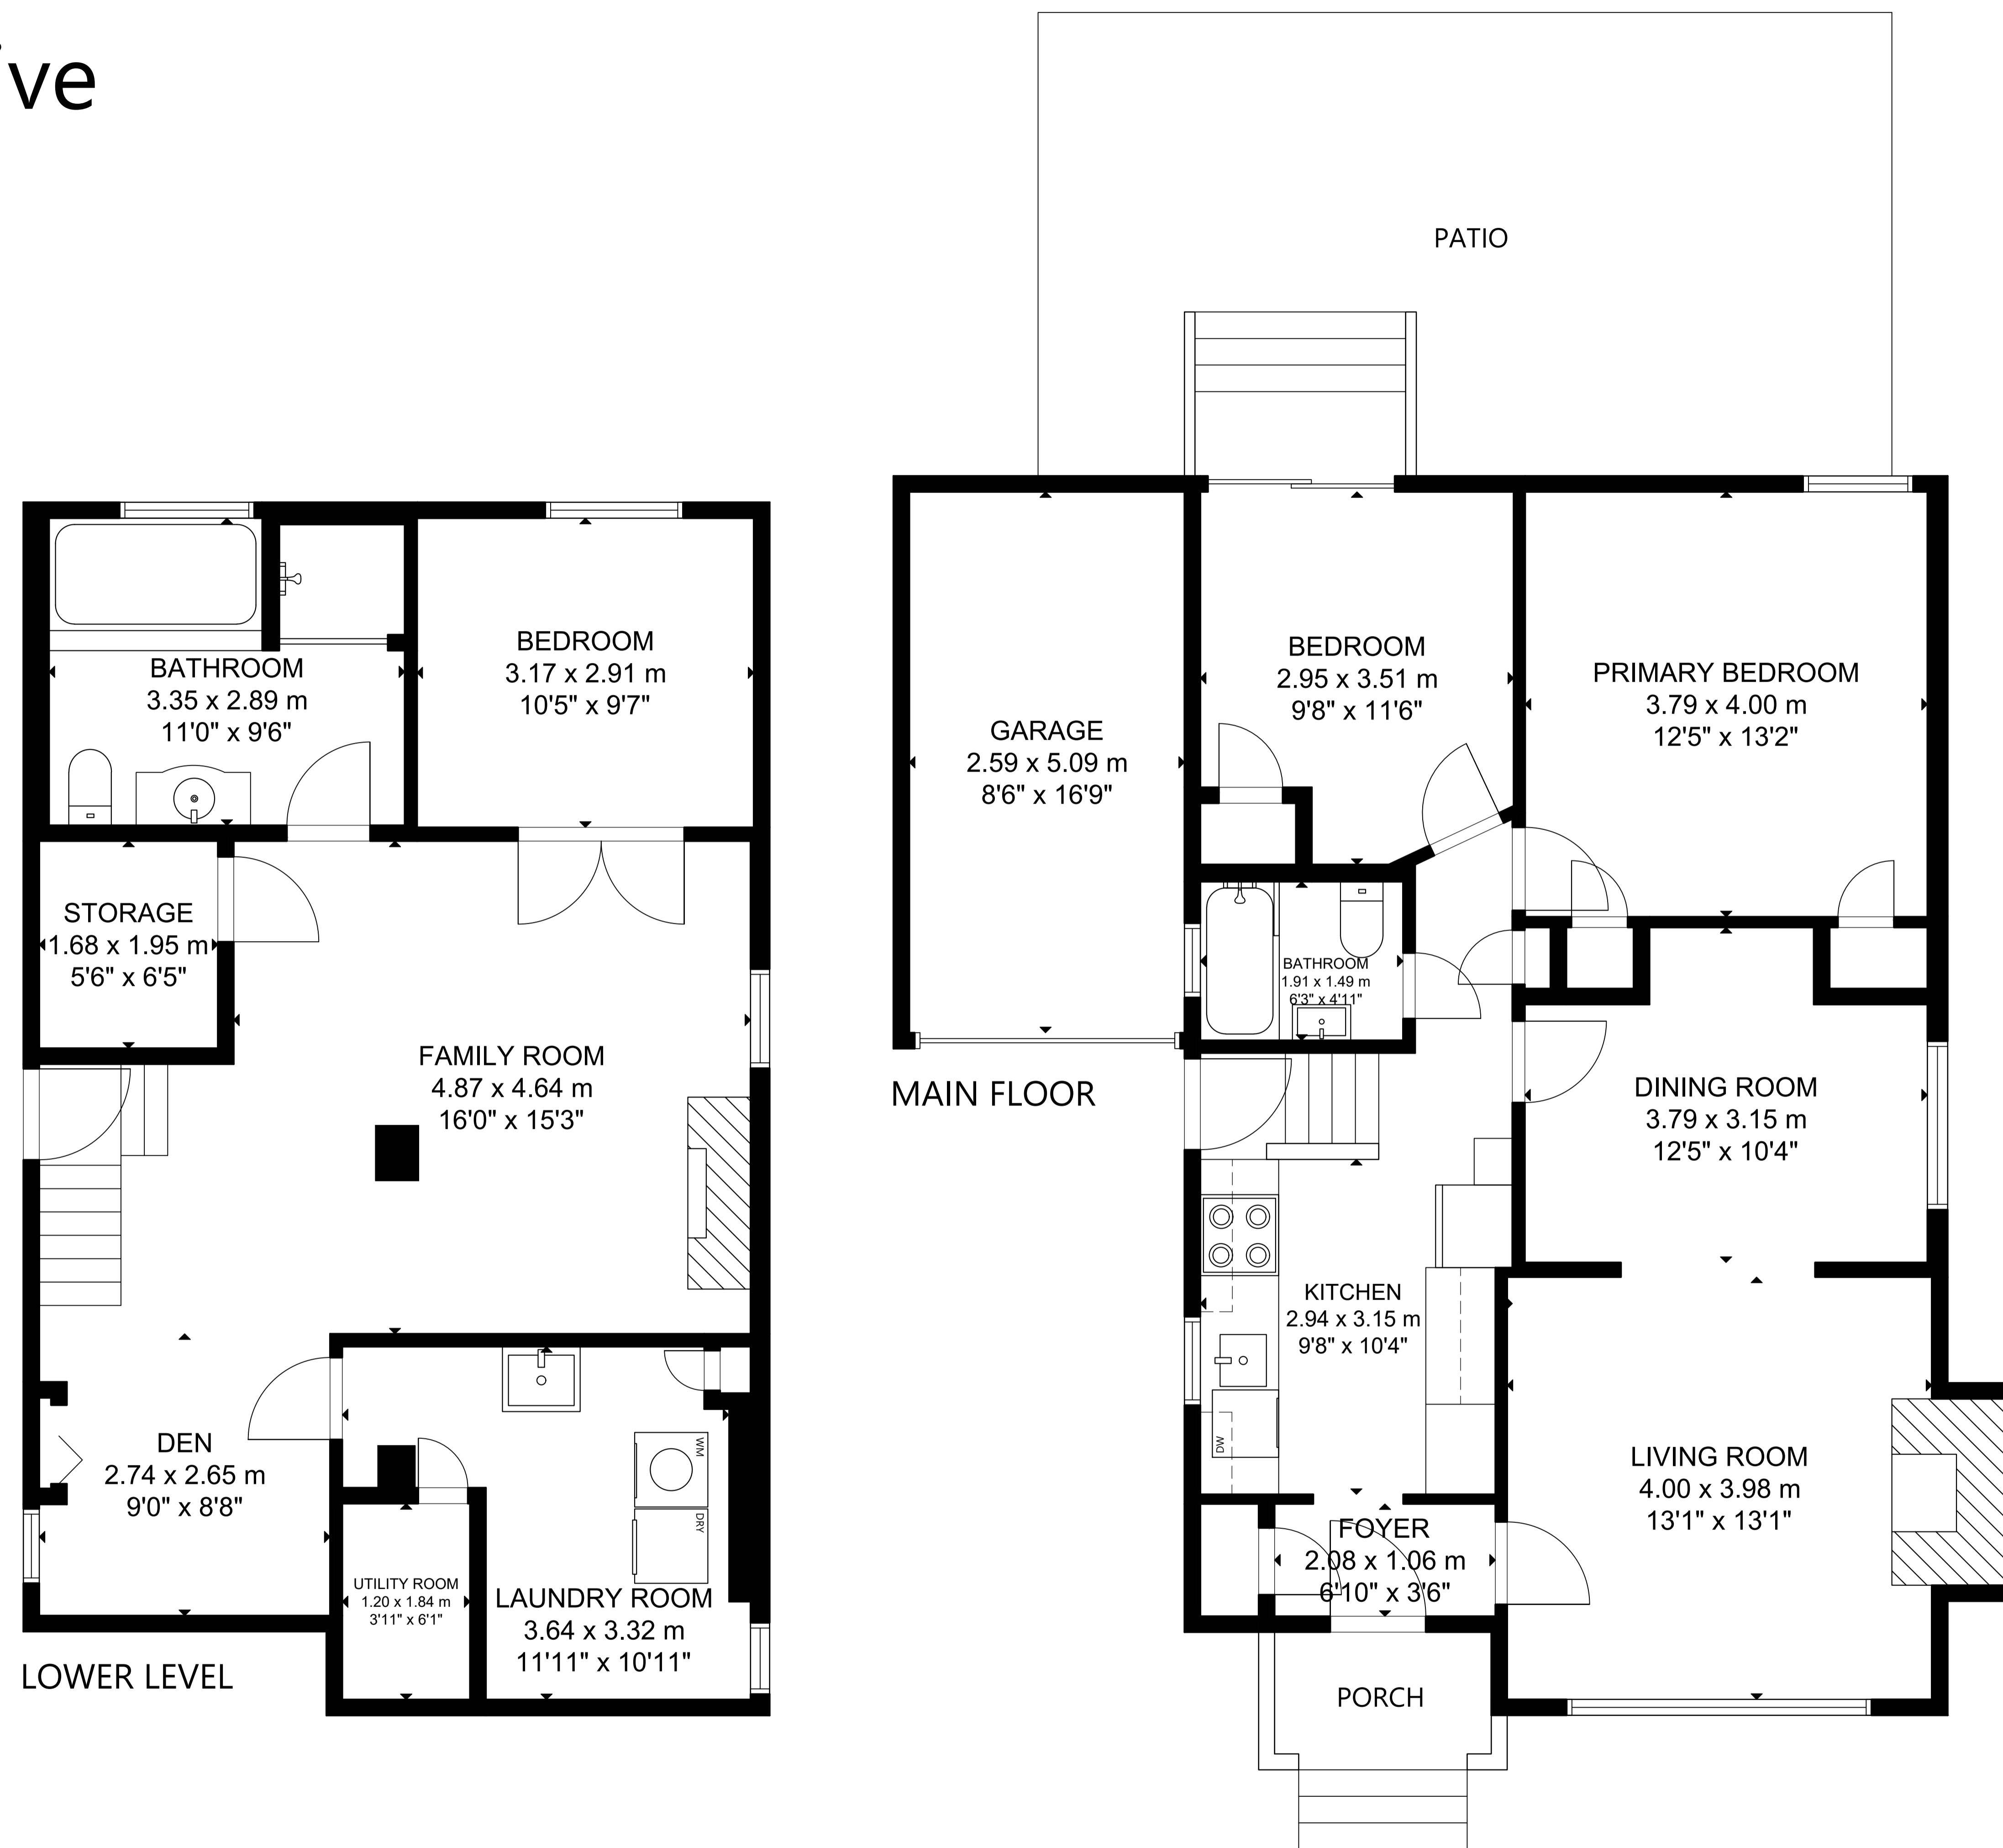 ve
BATHROOM
3.35 x 2.89 m
11'0" x 9'6"
BEDROOM
3.17 x 2.91 m
10'5" x 9'7"
STORAGE
1.68 x 1.95 m
5'6" x 6'5"
FAMILY ROOM
4.87 x 4.64 m
16'0" x 15'3"
DEN
2.74 x 2.65 m
9'0" x 8'8"
WM
DRY
UTILITY ROOM
1.20 x 1.84 m
3'11" x 6'1"
LAUNDRY ROOM
3.64 x 3.32 m
11'11" x 10'11"
LOWER LEVEL
PATIO
GARAGE
2.59 x 5.09 m
8'6" x 16'9"
BEDROOM
2.95 x 3.51 m
9'8" x 11'6"
PRIMARY BEDROOM
3.79 x 4.00 m
12'5" x 13'2"
BATHROOM
1.91 x 1.49 m
6'3" x 4'11"
MAIN FLOOR
DINING ROOM
3.79 x 3.15 m
12'5" x 10'4"
KITCHEN
2.94 x 3.15 m
9'8" x 10'4"
DW
LIVING ROOM
4.00 x 3.98 m
13'1" x 13'1"
FOYER
2.08 x 1.06 m
6'10" x 3'6"
PORCH